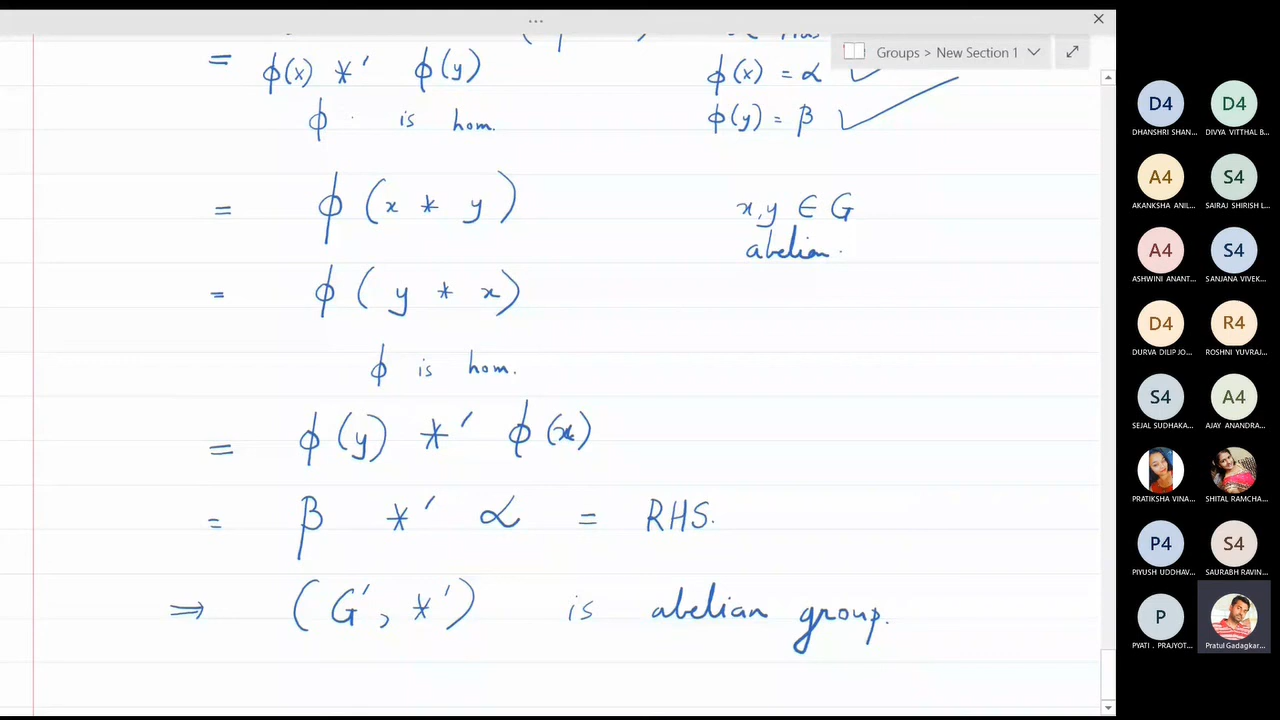 Groups > New Section 1
= φ(x) *' φ(y)
φ(x) = α ✓
φ is hom.
φ(y) = β ✓
= φ (x * y)
x, y ∈ G
abelian.
= φ ( y * x )
φ is hom.
= φ(y) *' φ(x)
= β *' α = RHS.
⇒ (G', *') is abelian group.
D4
DHANSHRI SHAN...
D4
DIVYA VITTHAL B...
A4
AKANKSHA ANIL...
S4
SAIRAJ SHIRISH L...
A4
ASHWINI ANANT...
S4
SANJANA VIVEK...
D4
DURVA DILIP JO...
R4
ROSHNI YUVRAJ...
S4
SEJAL SUDHAKA...
A4
AJAY ANANDRA...
PRATIKSHA VINA...
SHITAL RAMCHA...
P4
PIYUSH UDDHAV...
S4
SAURABH RAVIN...
P
PYATI . PRAJYOT...
Pratul Gadagkar...